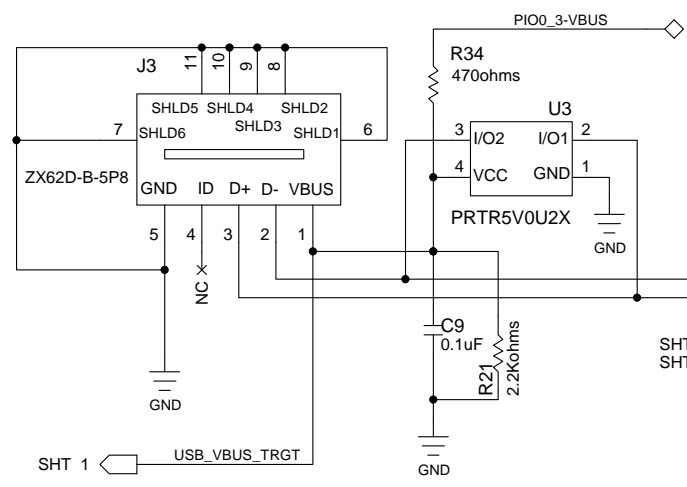 PIO0_3-VBUS
R34
470ohms
J3
11
10
9
8
SHLD5
SHLD4
SHLD3
SHLD2
7
SHLD6
SHLD1
6
ZX62D-B-5P8
GND
ID
D+
D-
VBUS
5
4
3
2
1
NC
U3
3
I/O2
I/O1
2
4
VCC
GND
1
PRTR5V0U2X
GND
C9
0.1uF
R21
2.2Kohms
SHT
SHT
GND
GND
SHT 1
USB_VBUS_TRGT